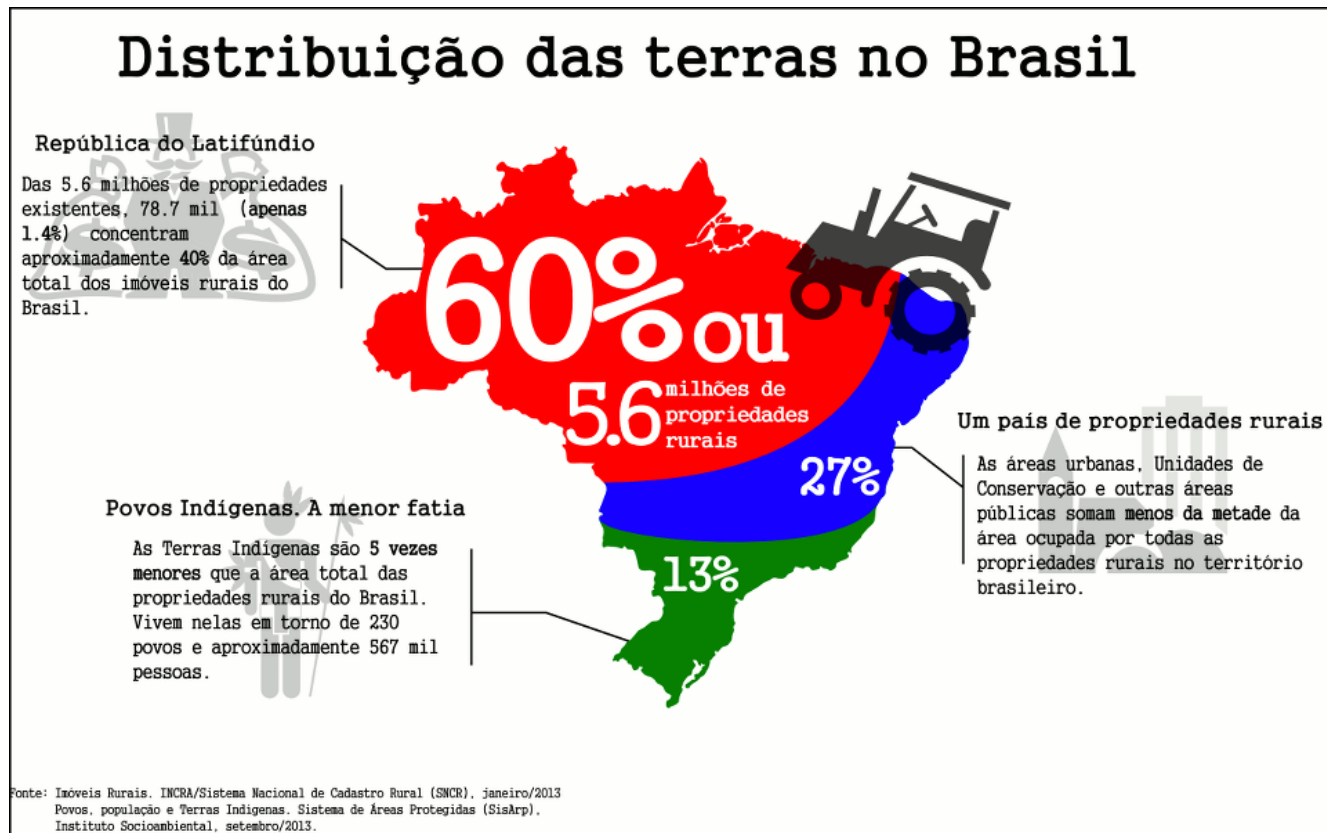 Distribuição das terras no Brasil
República do Latifúndio
Das 5.6 milhões de propriedades
existentes, 78.7 mil (apenas
1.4%) concentram
aproximadamente 40% da área
total dos imóveis rurais do
Brasil.
60% ou
5.6 milhões de
propriedades
rurais
27%
13%
Um país de propriedades rurais
As áreas urbanas, Unidades de
Conservação e outras áreas
públicas somam menos da metade da
área ocupada por todas as
propriedades rurais no território
brasileiro.
Povos Indígenas. A menor fatia
As Terras Indígenas são 5 vezes
menores que a área total das
propriedades rurais do Brasil.
Vivem nelas em torno de 230
povos e aproximadamente 567 mil
pessoas.
Fonte: Imóveis Rurais. INCRA/Sistema Nacional de Cadastro Rural (SNCR), janeiro/2013
Povos, população e Terras Indígenas. Sistema de Áreas Protegidas (SisArp),
Instituto Socioambiental, setembro/2013.